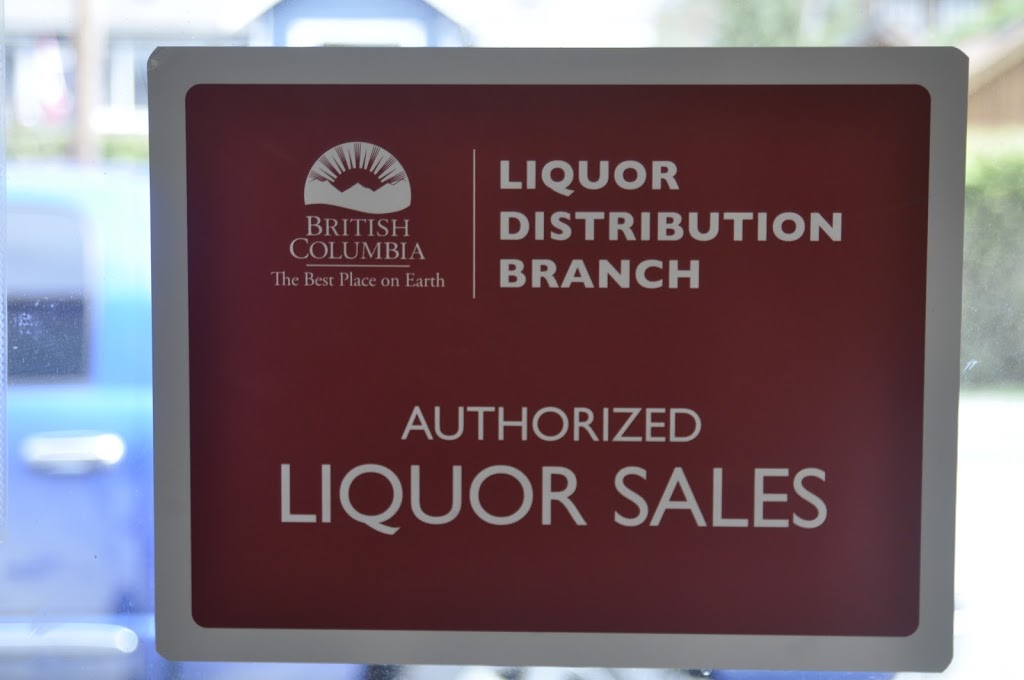 BRITISH
COLUMBIA
The Best Place on Earth
LIQUOR
DISTRIBUTION
BRANCH
AUTHORIZED
LIQUOR SALES